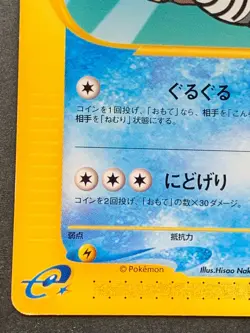 ぐるぐる
コインを1回投げ、「おもて」なら、相手を「こん
相手を「ねむり」状態にする。
にどげり
コインを2回投げ、「おもて」の数×30ダメージ。
弱点
抵抗力
©Pokémon
Illus.Hisao Nak
e